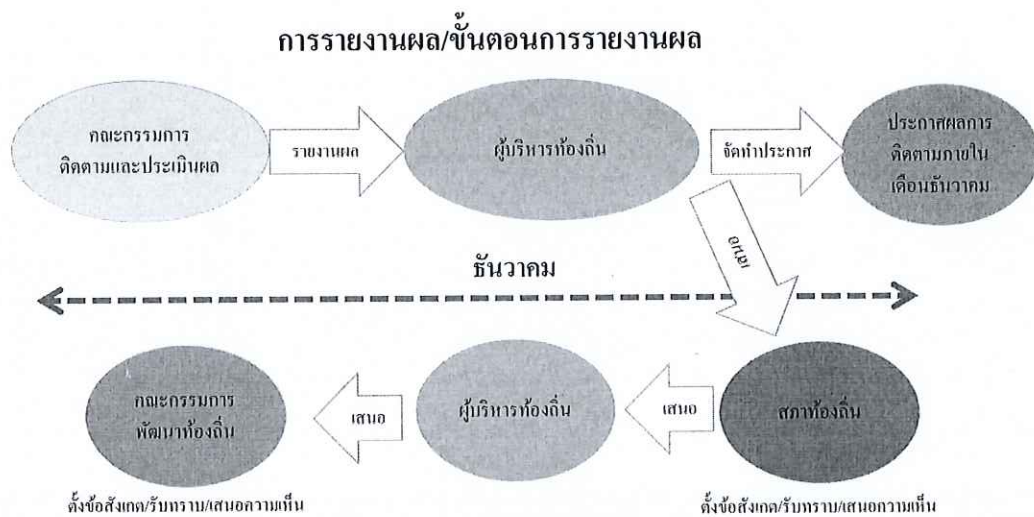 การรายงานผล/ขั้นตอนการรายงานผล
คณะกรรมการ
ติดตามและประเมินผล
รายงานผล
ผู้บริหารท้องถิ่น
จัดทำประกาศ
ประกาศผลการ
ติดตามภายใน
เดือนธันวาคม
เสนอ
ธันวาคม
คณะกรรมการ
พัฒนาท้องถิ่น
เสนอ
ผู้บริหารท้องถิ่น
เสนอ
สภาท้องถิ่น
ตั้งข้อสังเกต/รับทราบ/เสนอความเห็น
ตั้งข้อสังเกต/รับทราบ/เสนอความเห็น